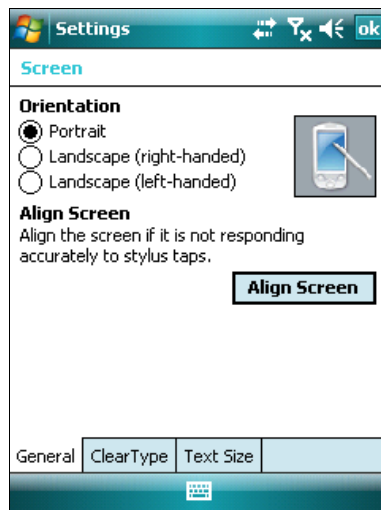 Settings ok
Screen
Orientation
Portrait
Landscape (right-handed)
Landscape (left-handed)
Align Screen
Align the screen if it is not responding
accurately to stylus taps.
Align Screen
General ClearType Text Size